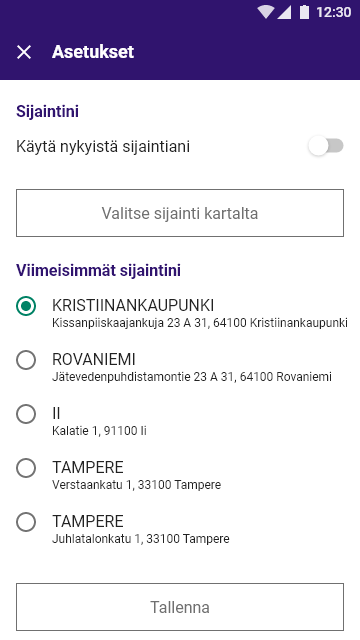 12:30
Asetukset
Sijaintini
Käytä nykyistä sijaintiani
Valitse sijainti kartalta
Viimeisimmät sijaintini
KRISTIINANKAUPUNKI
Kissanpiiskaajankuja 23 A 31, 64100 Kristiinankaupunki
ROVANIEMI
Jätevedenpuhdistamontie 23 A 31, 64100 Rovaniemi
II
Kalatie 1, 91100 Ii
TAMPERE
Verstaankatu 1, 33100 Tampere
TAMPERE
Juhlatalonkatu 1, 33100 Tampere
Tallenna